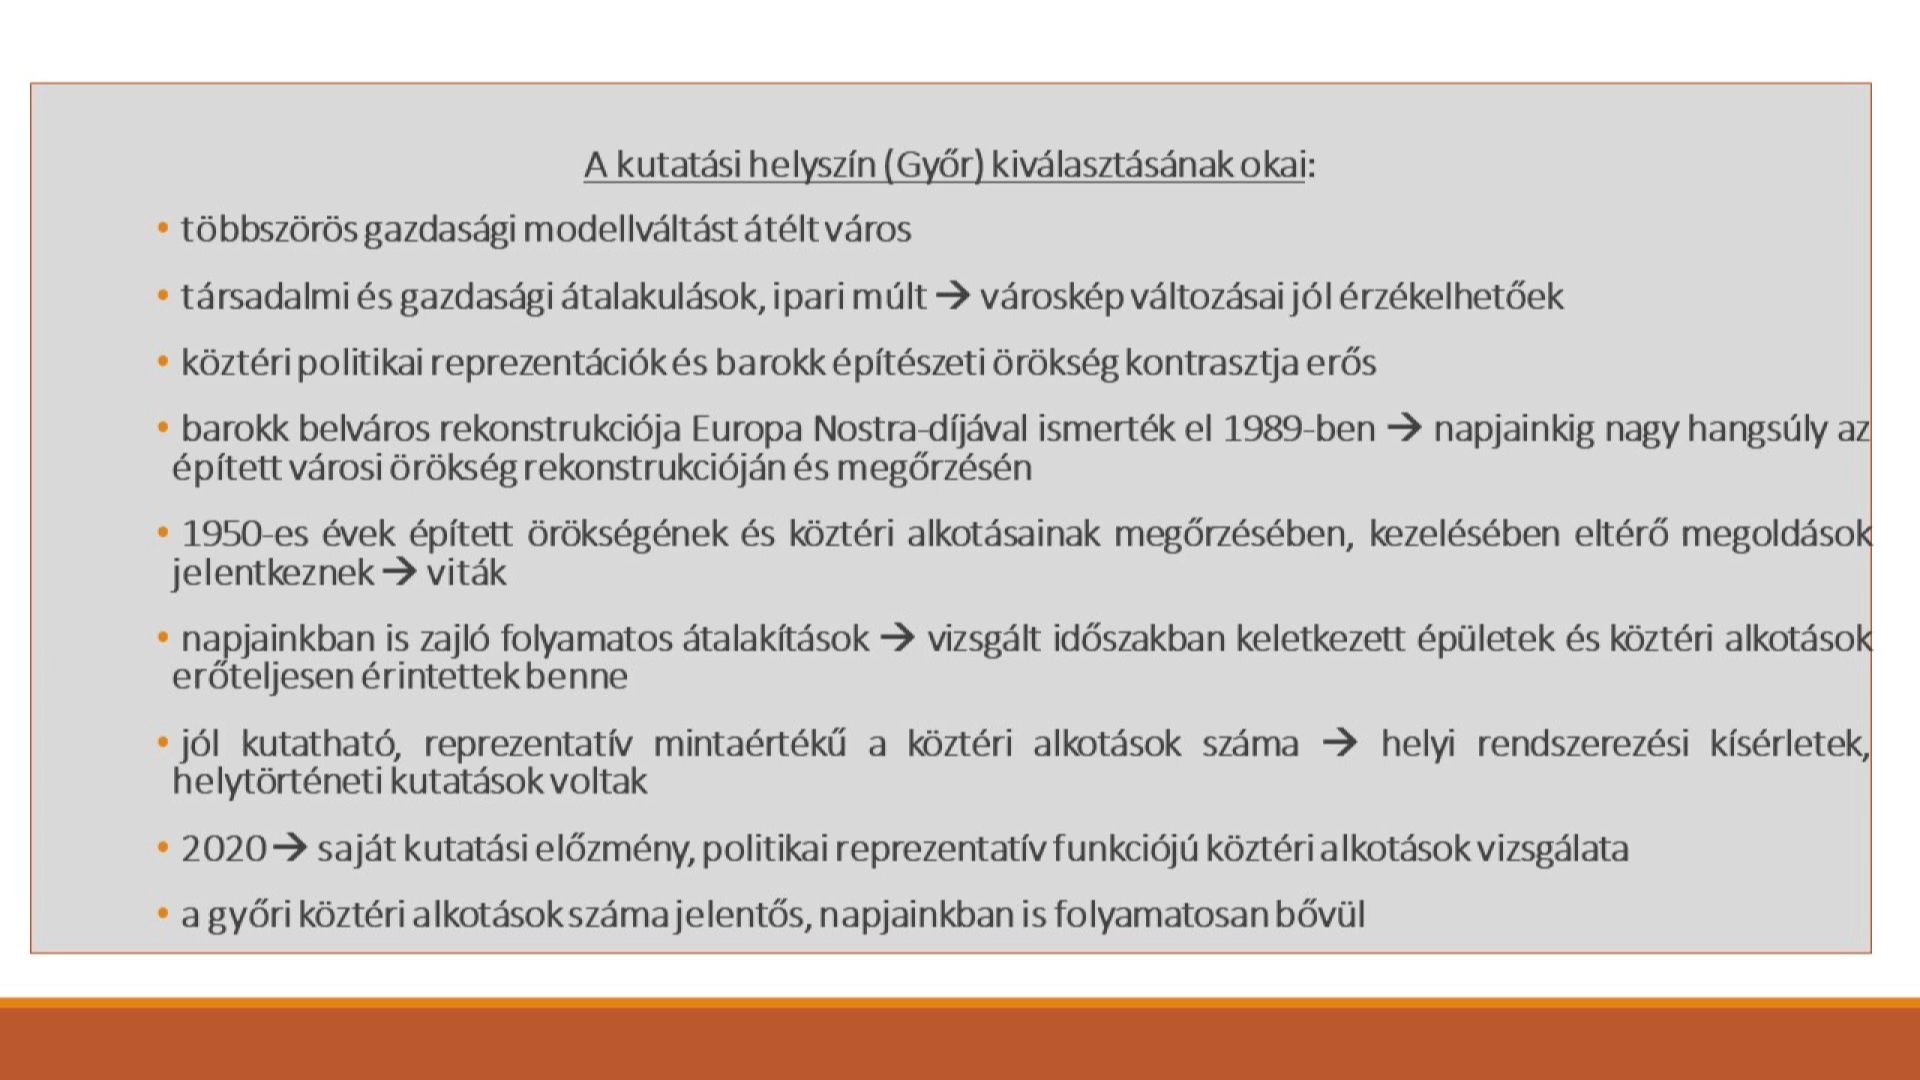 A kutatási helyszín (Győr) kiválasztásának okai:
• többszörös gazdasági modellváltást átélt város
• társadalmi és gazdasági átalakulások, ipari múlt → városkép változásai jól érzékelhetőek
• köztéri politikai reprezentációk és barokk építészeti örökség kontrasztja erős
• barokk belváros rekonstrukciója Europa Nostra-díjával ismerték el 1989-ben → napjainkig nagy hangsúly az
épített városi örökség rekonstrukcióján és megőrzésén
• 1950-es évek épített örökségének és köztéri alkotásainak megőrzésében, kezelésében eltérő megoldások
jelentkeznek → viták
• napjainkban is zajló folyamatos átalakítások → vizsgált időszakban keletkezett épületek és köztéri alkotások
erőteljesen érintettek benne
• jól kutatható, reprezentatív mintaértékű a köztéri alkotások száma → helyi rendszerezési kísérletek,
helytörténeti kutatások voltak
• 2020 → saját kutatási előzmény, politikai reprezentatív funkciójú köztéri alkotások vizsgálata
• a győri köztéri alkotások száma jelentős, napjainkban is folyamatosan bővül